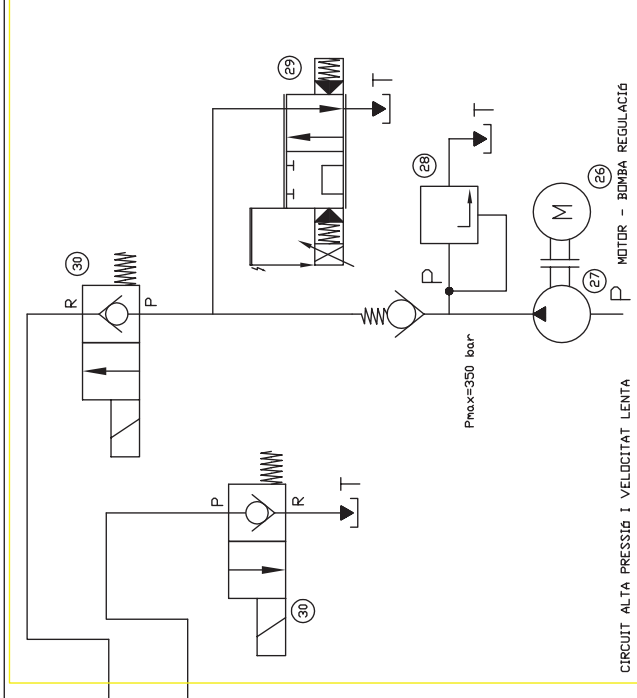 30
R
P
29
T
28
T
P
M
26
27
P
Pmax=350 bar
P
R
T
30
MOTOR - BOMBA REGULACIó
CIRCUIT ALTA PRESSIó I VELOCITAT LENTA